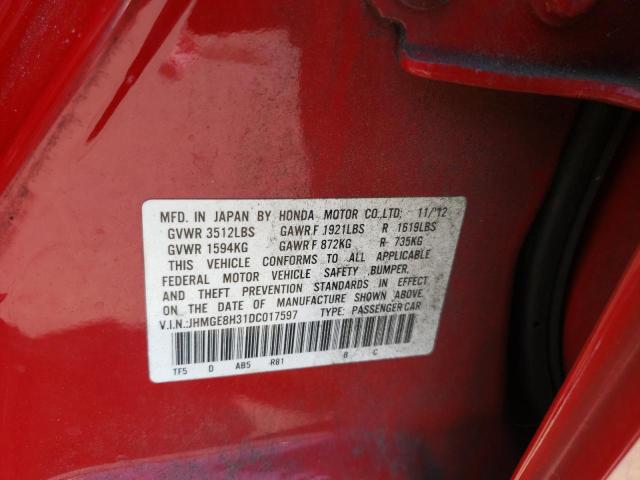 MFD. IN JAPAN BY HONDA MOTOR CO.,LTD. 11/12
GVWR 3512LBS GAWR.F 1921LBS R 1619LBS
GVWR 1594KG GAWR F 872KG R 735KG
THIS VEHICLE CONFORMS TO ALL APPLICABLE
FEDERAL MOTOR VEHICLE SAFETY ,BUMPER,
AND THEFT PREVENTION STANDARDS IN EFFECT
ON THE DATE OF MANUFACTURE SHOWN ABOVE.
V.I.N.:JHMGE8H31DC017597 TYPE: PASSENGER CAR
TF5 D AB5 R81 B C